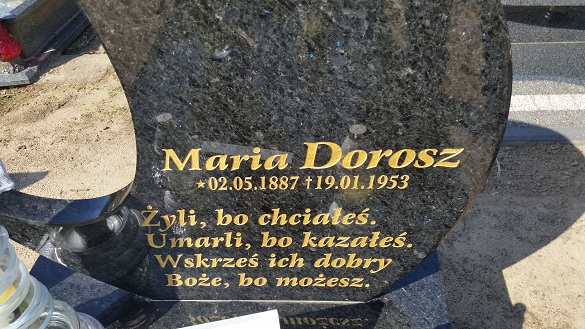 Maria Dorosz
★02.05.1887 †19.01.1953
Żyli, bo chciałeś.
Umarli, bo kazałeś.
Wskrześ ich dobry
Boże, bo możesz.